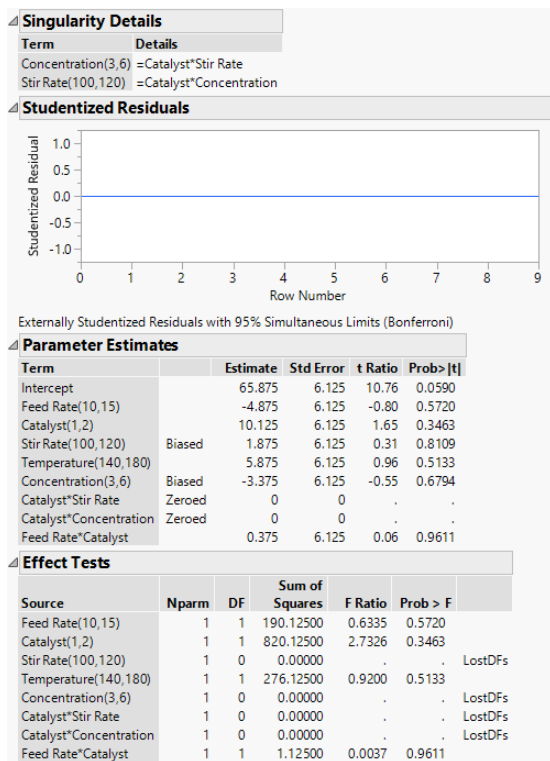 Singularity Details
Term Details
Concentration(3,6) =Catalyst*Stir Rate
Stir Rate(100,120) =Catalyst*Concentration
Studentized Residuals
Studentized Residual
1.0
0.5
0.0
-0.5
-1.0
0 1 2 3 4 5 6 7 8 9
Row Number
Externally Studentized Residuals with 95% Simultaneous Limits (Bonferroni)
Parameter Estimates
Term Estimate Std Error t Ratio Prob>|t|
Intercept 65.875 6.125 10.76 0.0590
Feed Rate(10,15) -4.875 6.125 -0.80 0.5720
Catalyst(1,2) 10.125 6.125 1.65 0.3463
Stir Rate(100,120) Biased 1.875 6.125 0.31 0.8109
Temperature(140,180) 5.875 6.125 0.96 0.5133
Concentration(3,6) Biased -3.375 6.125 -0.55 0.6794
Catalyst*Stir Rate Zeroed 0 0 . .
Catalyst*Concentration Zeroed 0 0 . .
Feed Rate*Catalyst 0.375 6.125 0.06 0.9611
Effect Tests
Sum of
Source Nparm DF Squares F Ratio Prob > F
Feed Rate(10,15) 1 1 190.12500 0.6335 0.5720
Catalyst(1,2) 1 1 820.12500 2.7326 0.3463
Stir Rate(100,120) 1 0 0.00000 . . LostDFs
Temperature(140,180) 1 1 276.12500 0.9200 0.5133
Concentration(3,6) 1 0 0.00000 . . LostDFs
Catalyst*Stir Rate 1 0 0.00000 . . LostDFs
Catalyst*Concentration 1 0 0.00000 . . LostDFs
Feed Rate*Catalyst 1 1 1.12500 0.0037 0.9611